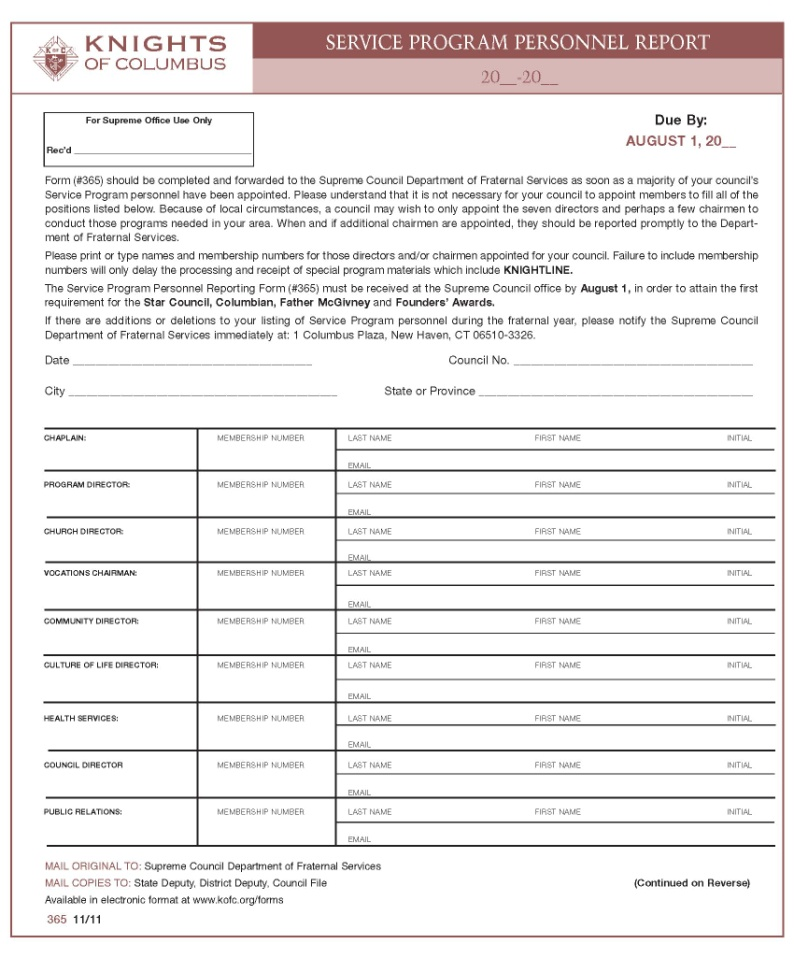 KNIGHTS
OF COLUMBUS
K OF C
SERVICE PROGRAM PERSONNEL REPORT
20__-20__
For Supreme Office Use Only
Rec'd ___________________________________
Due By:
AUGUST 1, 20__
Form (#365) should be completed and forwarded to the Supreme Council Department of Fraternal Services as soon as a majority of your council's
Service Program personnel have been appointed. Please understand that it is not necessary for your council to appoint members to fill all of the
positions listed below. Because of local circumstances, a council may wish to only appoint the seven directors and perhaps a few chairmen to
conduct those programs needed in your area. When and if additional chairmen are appointed, they should be reported promptly to the Depart-
ment of Fraternal Services.
Please print or type names and membership numbers for those directors and/or chairmen appointed for your council. Failure to include membership
numbers will only delay the processing and receipt of special program materials which include KNIGHTLINE.
The Service Program Personnel Reporting Form (#365) must be received at the Supreme Council office by August 1, in order to attain the first
requirement for the Star Council, Columbian, Father McGivney and Founders' Awards.
If there are additions or deletions to your listing of Service Program personnel during the fraternal year, please notify the Supreme Council
Department of Fraternal Services immediately at: 1 Columbus Plaza, New Haven, CT 06510-3326.
Date ______________________ Council No. ______________________
City ______________________ State or Province ______________________
CHAPLAIN: MEMBERSHIP NUMBER LAST NAME FIRST NAME INITIAL
EMAIL
PROGRAM DIRECTOR: MEMBERSHIP NUMBER LAST NAME FIRST NAME INITIAL
EMAIL
CHURCH DIRECTOR: MEMBERSHIP NUMBER LAST NAME FIRST NAME INITIAL
EMAIL
VOCATIONS CHAIRMAN: MEMBERSHIP NUMBER LAST NAME FIRST NAME INITIAL
EMAIL
COMMUNITY DIRECTOR: MEMBERSHIP NUMBER LAST NAME FIRST NAME INITIAL
EMAIL
CULTURE OF LIFE DIRECTOR: MEMBERSHIP NUMBER LAST NAME FIRST NAME INITIAL
EMAIL
HEALTH SERVICES: MEMBERSHIP NUMBER LAST NAME FIRST NAME INITIAL
EMAIL
COUNCIL DIRECTOR MEMBERSHIP NUMBER LAST NAME FIRST NAME INITIAL
EMAIL
PUBLIC RELATIONS: MEMBERSHIP NUMBER LAST NAME FIRST NAME INITIAL
EMAIL
MAIL ORIGINAL TO: Supreme Council Department of Fraternal Services
MAIL COPIES TO: State Deputy, District Deputy, Council File
(Continued on Reverse)
Available in electronic format at www.kofc.org/forms
365 11/11